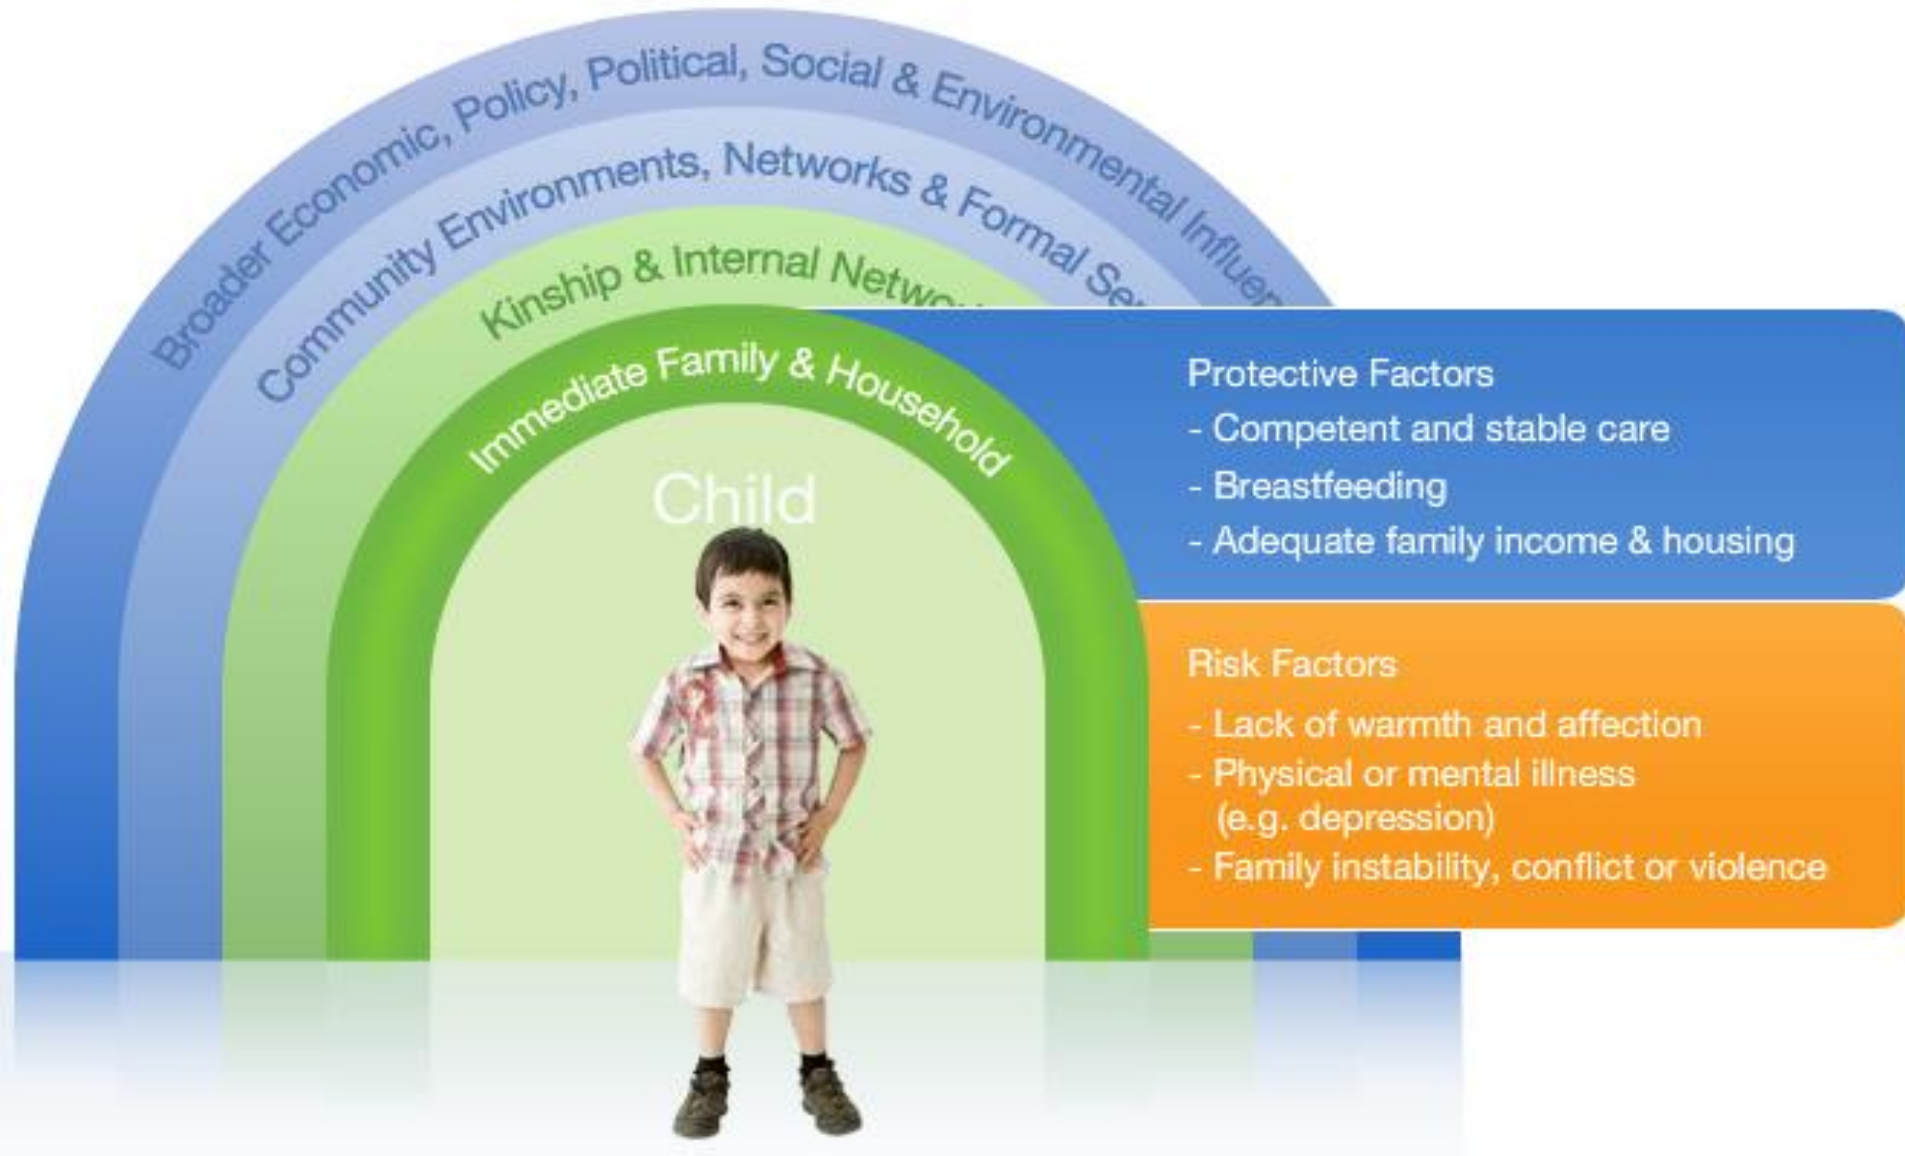 Broader Economic, Policy, Political, Social & Environmental
Community Environments, Networks & Formal
Kinship & Internal
Immediate Family & Household
Child
Protective Factors
- Competent and stable care
- Breastfeeding
- Adequate family income & housing
Risk Factors
- Lack of warmth and affection
- Physical or mental illness
(e.g. depression)
- Family instability, conflict or violence